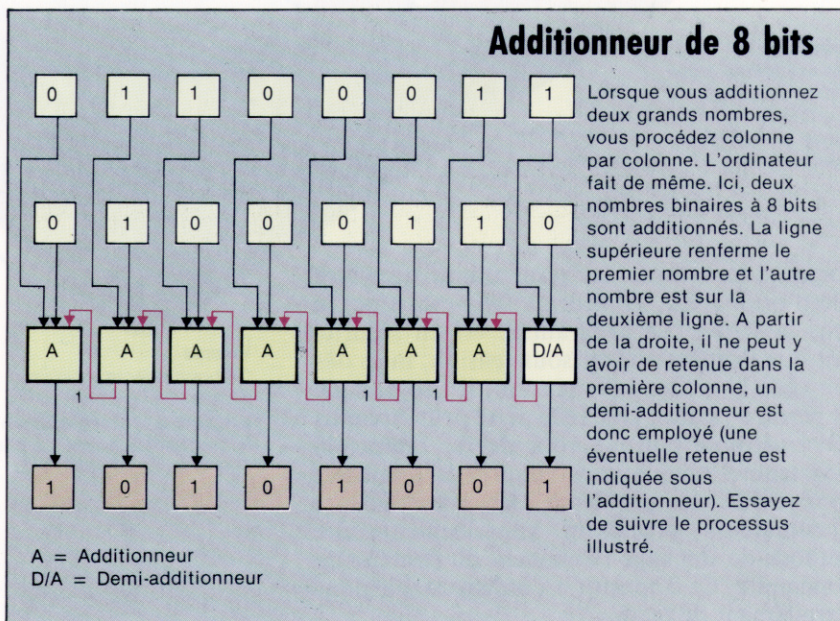 Additionneur de 8 bits
0 1 1 0 0 0 1 1
0 1 0 0 0 1 1 0
A A A A A A A D/A
1 1 1
1 0 1 0 1 0 0 1
A = Additionneur
D/A = Demi-additionneur
Lorsque vous additionnez
deux grands nombres,
vous procédez colonne
par colonne. L'ordinateur
fait de même. Ici, deux
nombres binaires à 8 bits
sont additionnés. La ligne
supérieure renferme le
premier nombre et l'autre
nombre est sur la
deuxième ligne. A partir
de la droite, il ne peut y
avoir de retenue dans la
première colonne, un
demi-additionneur est
donc employé (une
éventuelle retenue est
indiquée sous
l'additionneur). Essayez
de suivre le processus
illustré.